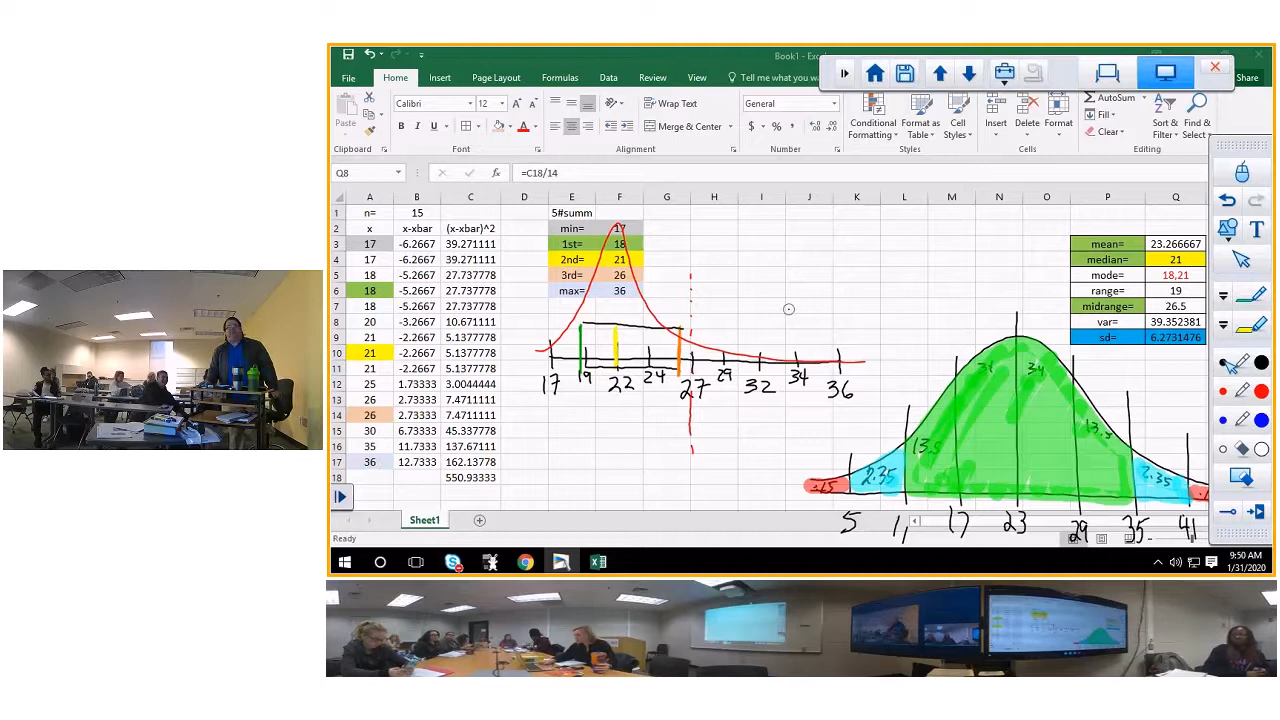 Book1 - Exc
File Home Insert Page Layout Formulas Data Review View Tell me what you wa Share
Calibri 12 A A Wrap Text General AutoSum
Paste B I U Merge & Center $ % , Conditional Formatting Format as Table Cell Styles Insert Delete Format Fill Clear Sort & Filter Find & Select
Clipboard Font Alignment Number Styles Cells Editing
Q8 fx =C18/14
A B C D E F G H I J K L M N O P Q
1 n= 15 5#summ
2 x x-xbar (x-xbar)^2 min= 17
3 17 -6.2667 39.271111 1st= 18 mean= 23.266667
4 17 -6.2667 39.271111 2nd= 21 median= 21
5 18 -5.2667 27.737778 3rd= 26 mode= 18,21
6 18 -5.2667 27.737778 max= 36 range= 19
7 18 -5.2667 27.737778 midrange= 26.5
8 20 -3.2667 10.671111 var= 39.352381
9 21 -2.2667 5.1377778 sd= 6.2731476
10 21 -2.2667 5.1377778
11 21 -2.2667 5.1377778
12 25 1.73333 3.0044444
13 26 2.73333 7.4711111
14 26 2.73333 7.4711111
15 30 6.73333 45.337778
16 35 11.7333 137.67111
17 36 12.7333 162.13778
18 550.93333
17 19 22 24 27 29 32 34 36
34 34
13.5 13.5
2.35 2.35
5 17 23 29 35 41
Sheet1
Ready
9:50 AM
1/31/2020
T